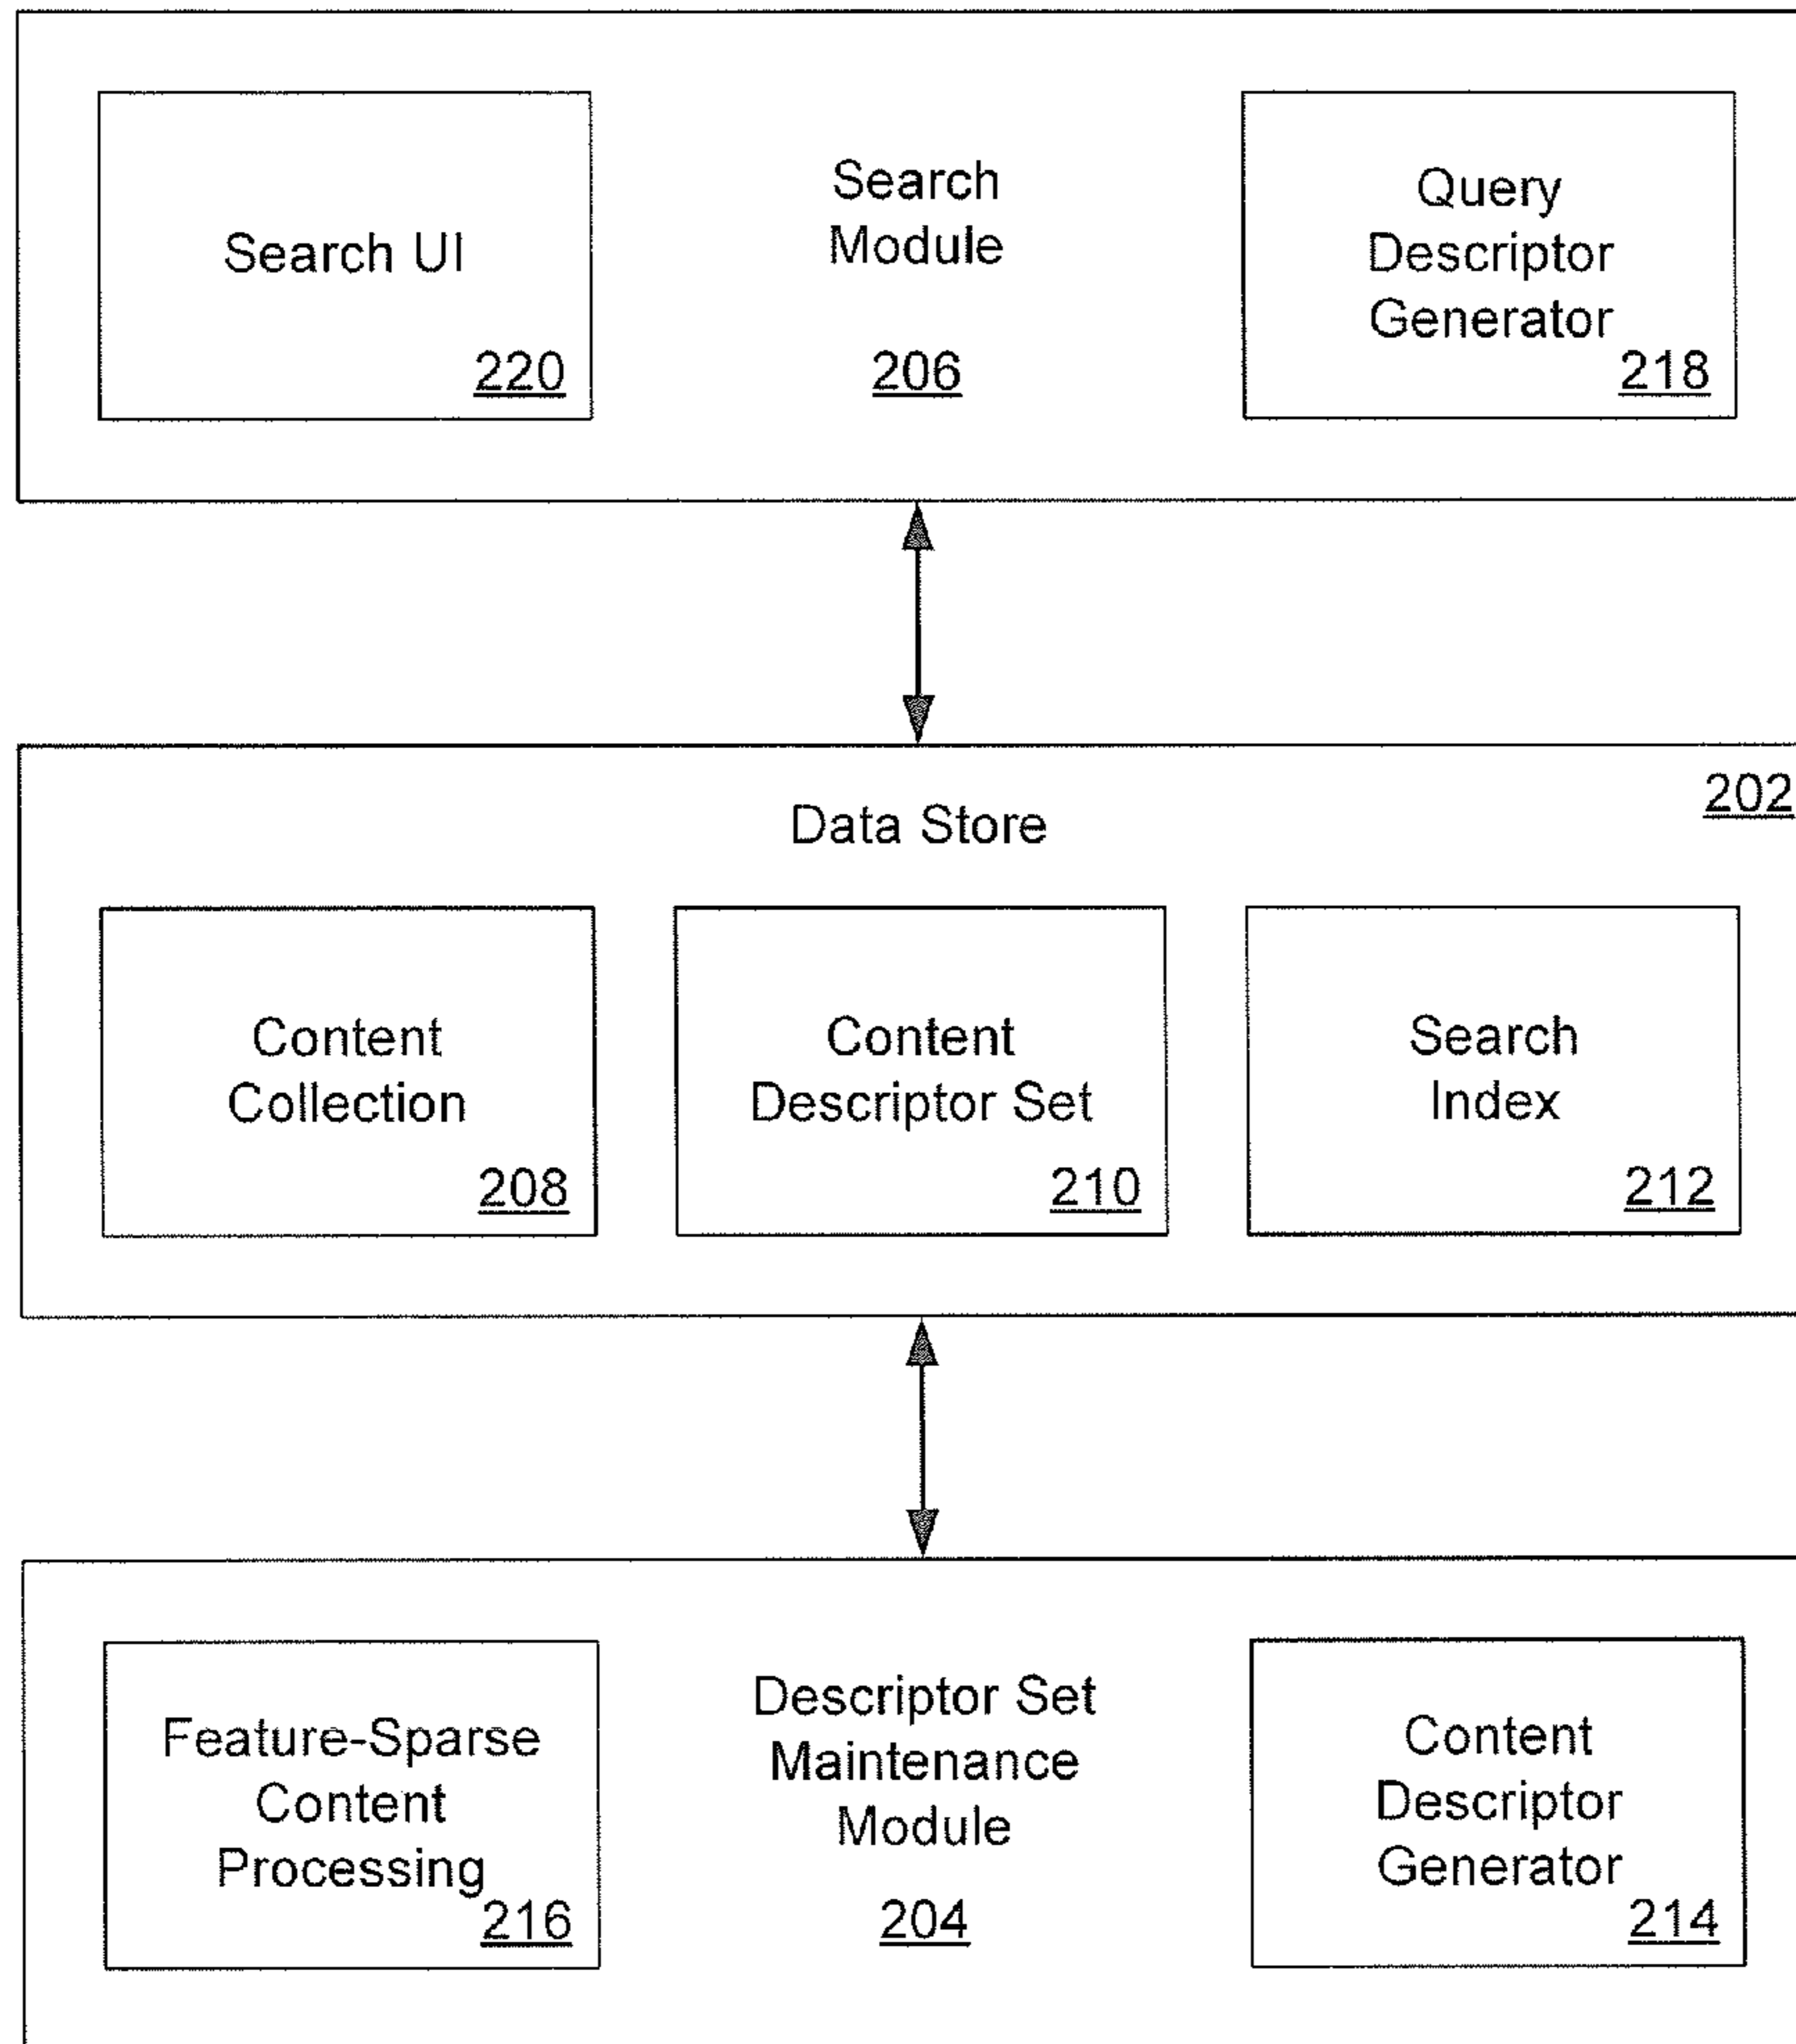 Search UI
220
Search
Module
206
Query
Descriptor
Generator
218
202
Data Store
Content
Collection
208
Content
Descriptor Set
210
Search
Index
212
Feature-Sparse
Content
Processing
216
Descriptor Set
Maintenance
Module
204
Content
Descriptor
Generator
214